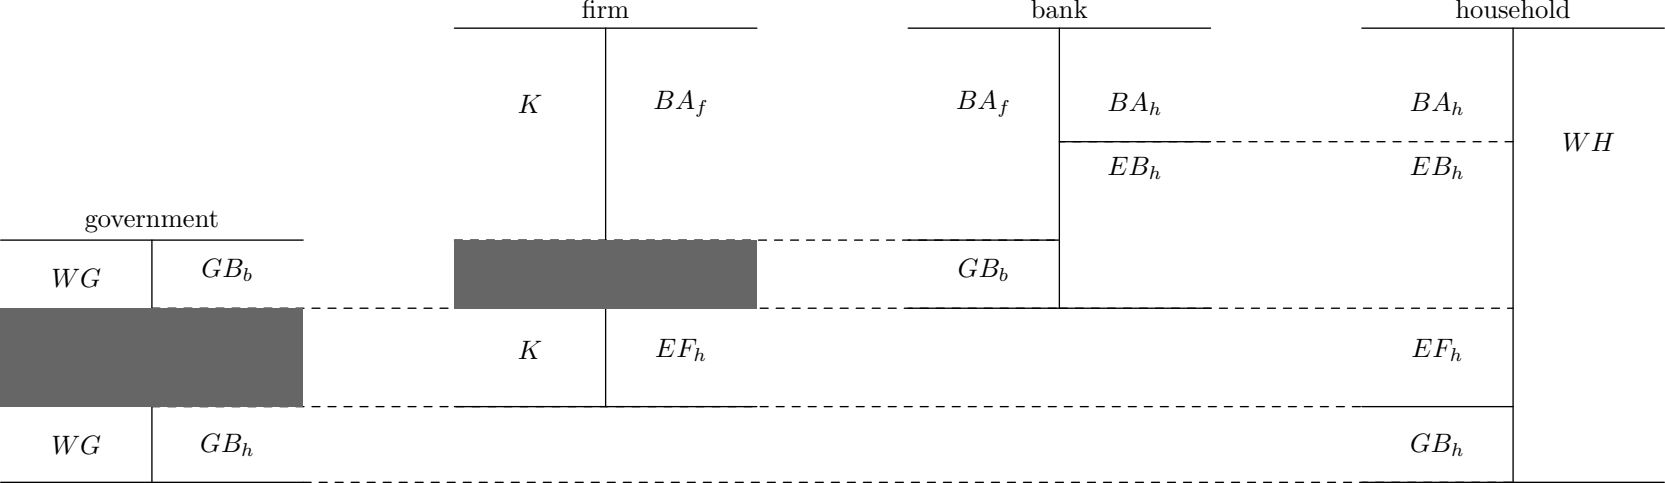 firm bank household
K BA_f BA_f BA_h BA_h
WH
EB_h EB_h
government
WG GB_b GB_b
K EF_h EF_h
WG GB_h GB_h